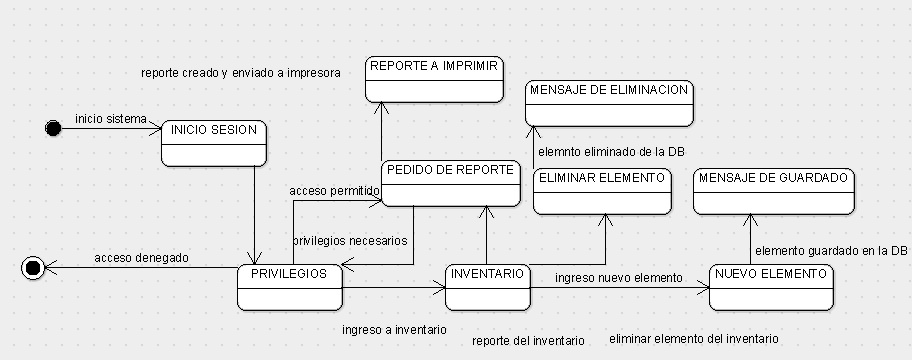 REPORTE A IMPRIMIR
reporte creado y enviado a impresora
MENSAJE DE ELIMINACION
inicio sistema
INICIO SESION
elemnto eliminado de la DB
PEDIDO DE REPORTE
ELIMINAR ELEMENTO
MENSAJE DE GUARDADO
acceso permitido
privilegios necesarios
elemento guardado en la DB
acceso denegado
PRIVILEGIOS
INVENTARIO
ingreso nuevo elemento
NUEVO ELEMENTO
ingreso a inventario
reporte del inventario
eliminar elemento del inventario